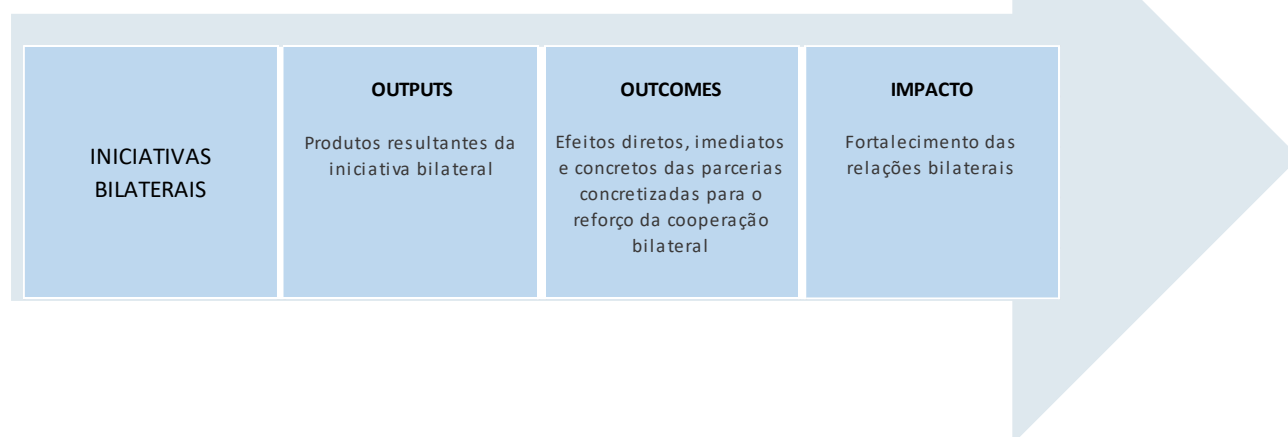 INICIATIVAS
BILATERAIS
OUTPUTS
Produtos resultantes da
iniciativa bilateral
OUTCOMES
Efeitos diretos, imediatos
e concretos das parcerias
concretizadas para o
reforço da cooperação
bilateral
IMPACTO
Fortalecimento das
relações bilaterais